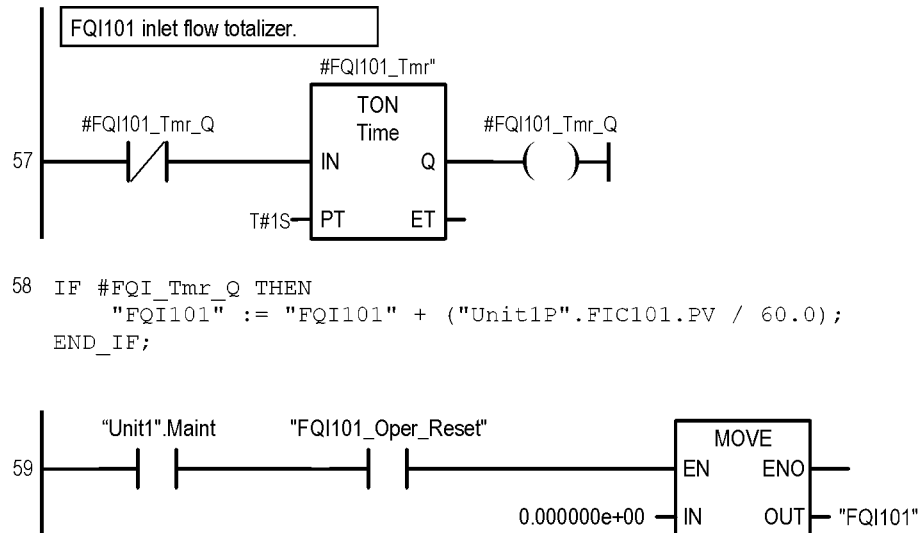 FQI101 inlet flow totalizer.
#FQI101_Tmr"
TON
Time
#FQI101_Tmr_Q
#FQI101_Tmr_Q
57
IN
Q
T#1S
PT
ET
58 IF #FQI_Tmr_Q THEN
"FQI101" := "FQI101" + ("Unit1P".FIC101.PV / 60.0);
END_IF;
“Unit1".Maint
"FQI101_Oper_Reset"
MOVE
59
EN
ENO
0.000000e+00
IN
OUT
"FQI101"